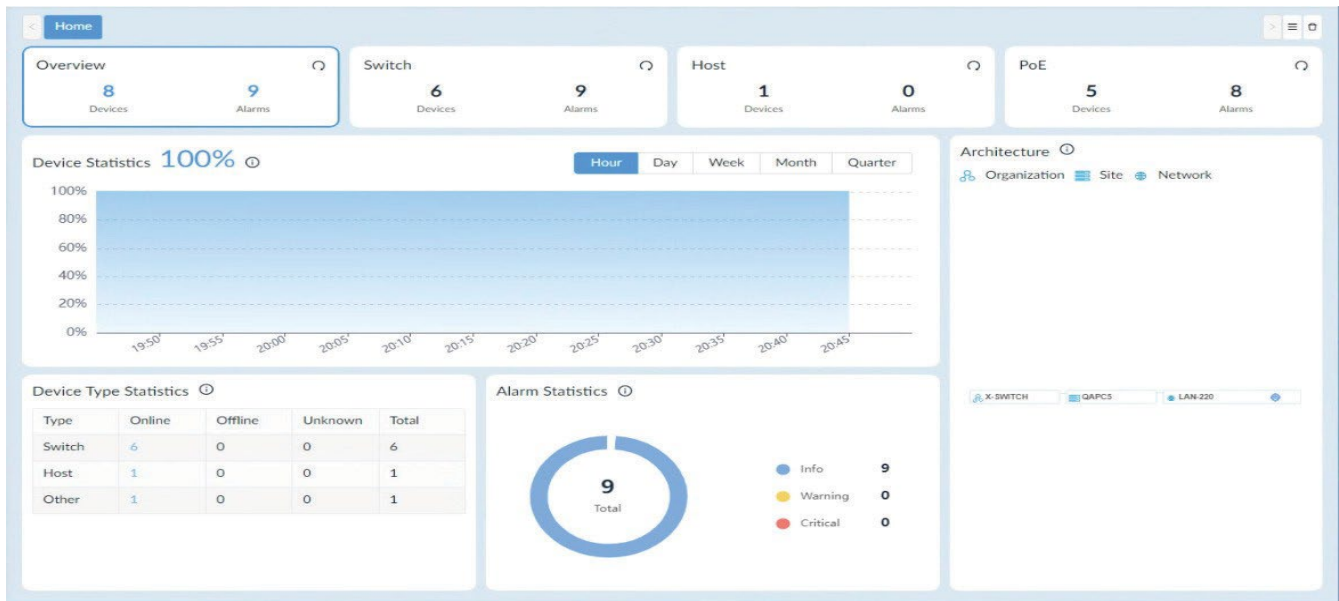 Home
Overview
8 9
Devices Alarms
Switch
6 9
Devices Alarms
Host
1 0
Devices Alarms
PoE
5 8
Devices Alarms
Device Statistics 100%
Hour Day Week Month Quarter
100%
80%
60%
40%
20%
0%
19:50' 19:55' 20:00' 20:05' 20:10' 20:15' 20:20' 20:25' 20:30' 20:35' 20:40' 20:45'
Architecture
Organization Site Network
X-SWITCH QAPC5 LAN-220
Device Type Statistics
Type Online Offline Unknown Total
Switch 6 0 0 6
Host 1 0 0 1
Other 1 0 0 1
Alarm Statistics
9
Total
Info 9
Warning 0
Critical 0